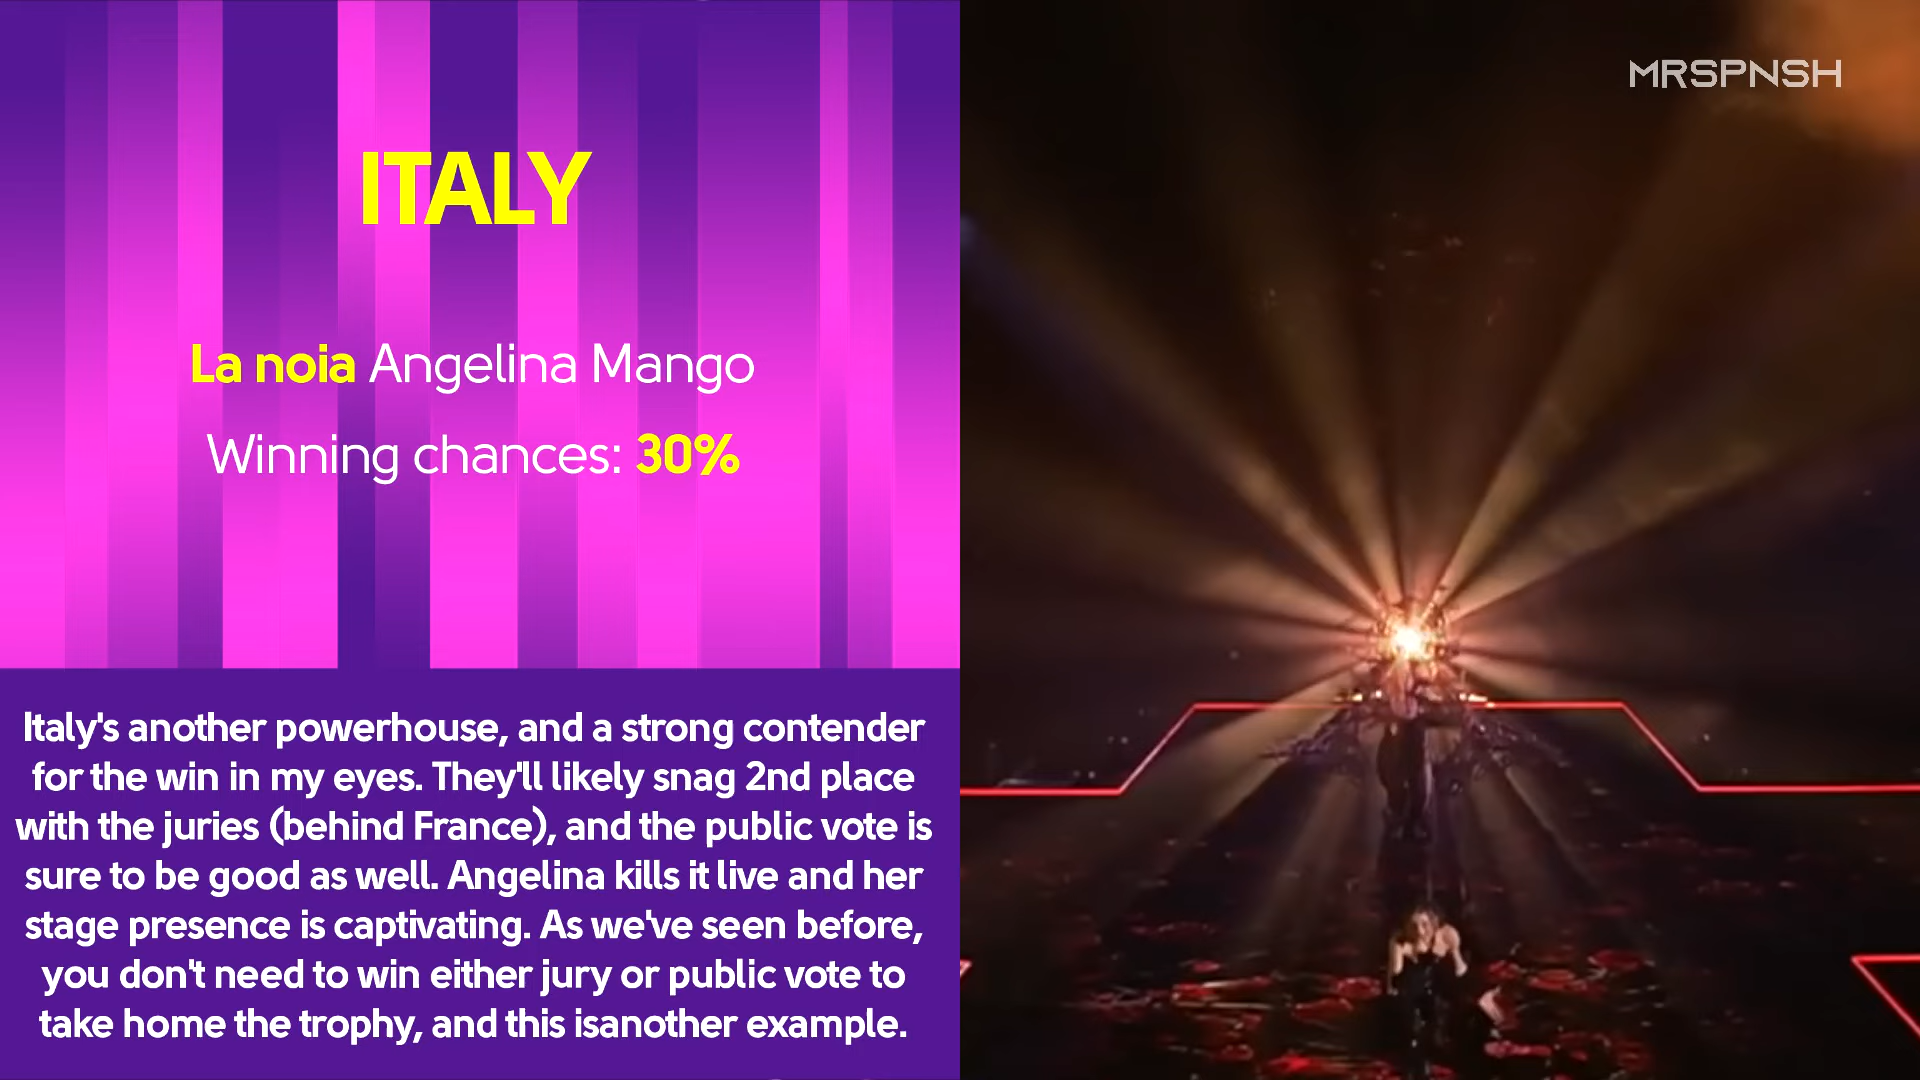 MRSPNSH
ITALY
La noia Angelina Mango
Winning chances: 30%
Italy's another powerhouse, and a strong contender
for the win in my eyes. They'll likely snag 2nd place
with the juries (behind France), and the public vote is
sure to be good as well. Angelina kills it live and her
stage presence is captivating. As we've seen before,
you don't need to win either jury or public vote to
take home the trophy, and this isanother example.